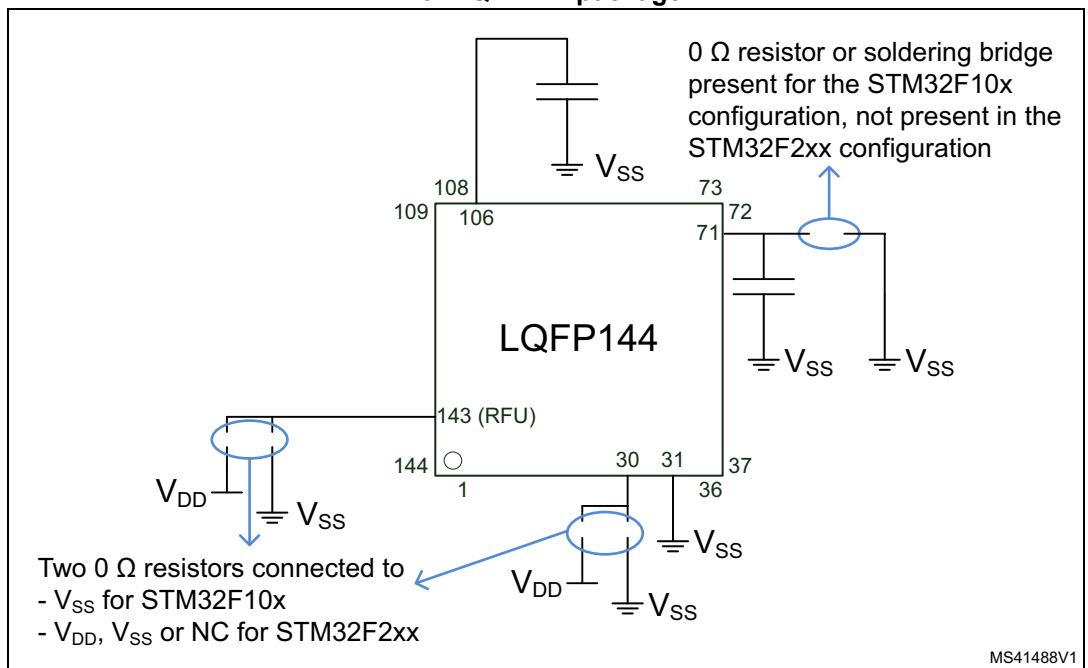 package
0 Ω resistor or soldering bridge
present for the STM32F10x
configuration, not present in the
STM32F2xx configuration
VSS
108
73
109
106
72
71
LQFP144
VSS
VSS
143 (RFU)
144
30
31
37
1
36
VDD
VSS
VSS
VDD
VSS
Two 0 Ω resistors connected to
- VSS for STM32F10x
- VDD, VSS or NC for STM32F2xx
MS41488V1